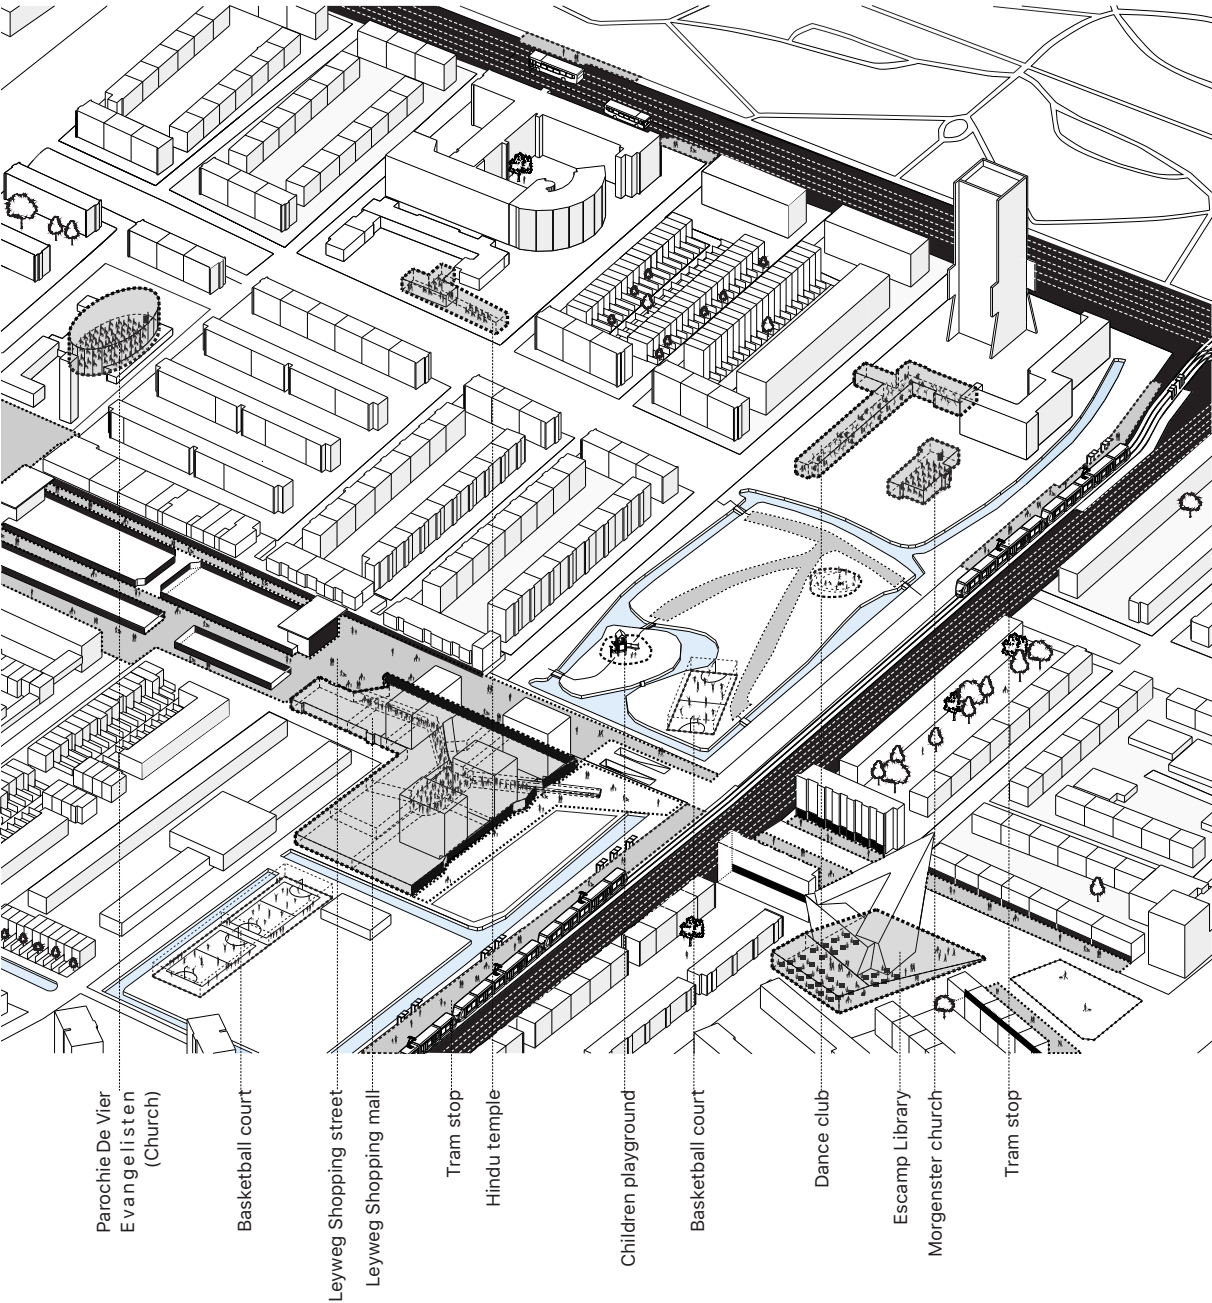 Parochie De Vier
Evangelisten
(Church)
Basketball court
Leyweg Shopping street
Leyweg Shopping mall
Tram stop
Hindu temple
Children playground
Basketball court
Dance club
Escamp Library
Morgenster church
Tram stop